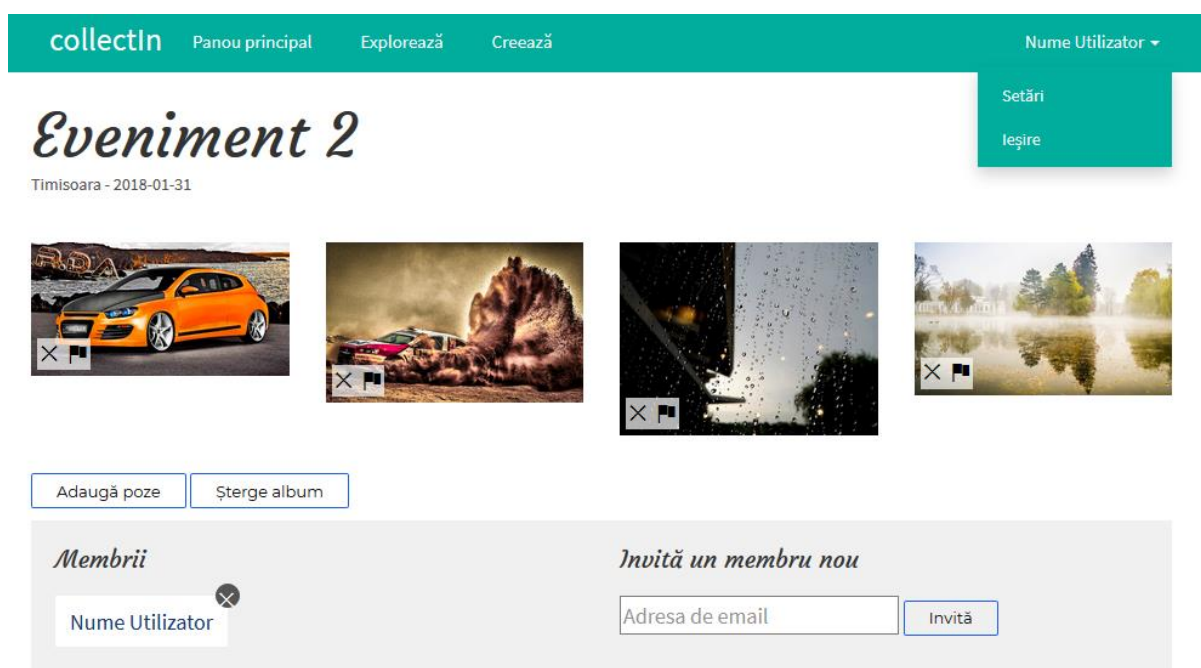 collectIn Panou principal Explorează Creează Nume Utilizator
Setări
Ieșire
Eveniment 2
Timisoara - 2018-01-31
Adaugă poze Șterge album
Membrii
Nume Utilizator
Invită un membru nou
Adresa de email Invită